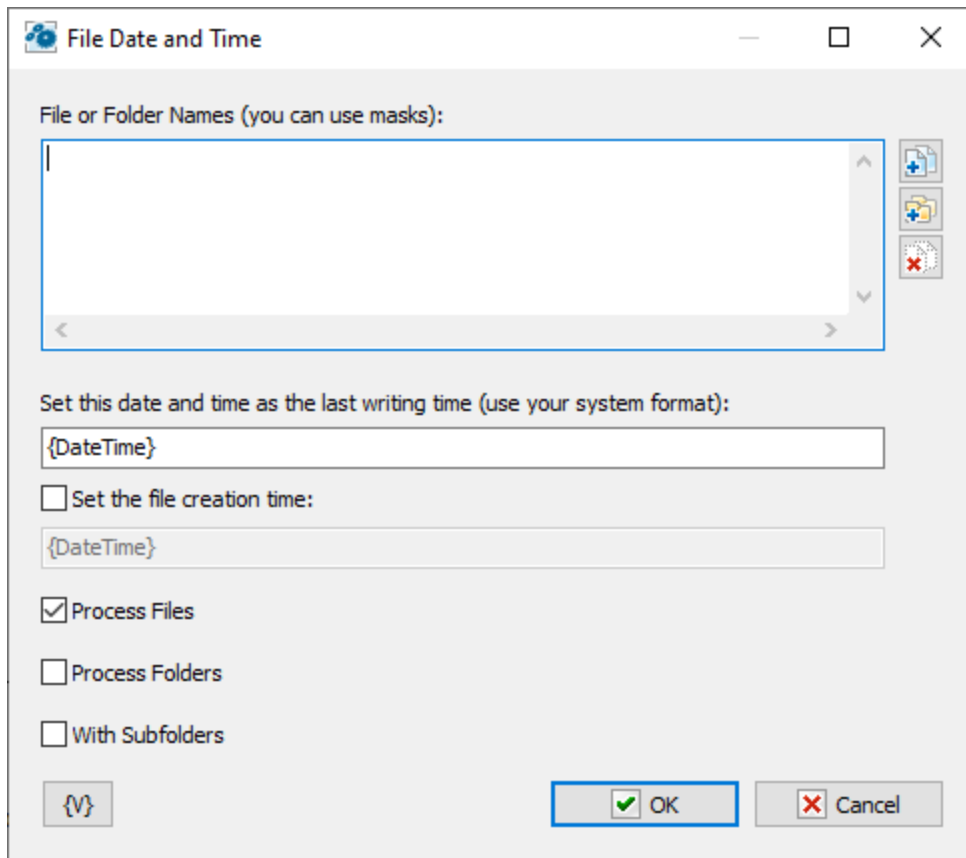 File Date and Time
File or Folder Names (you can use masks):
Set this date and time as the last writing time (use your system format):
{DateTime}
Set the file creation time:
{DateTime}
Process Files
Process Folders
With Subfolders
{V} OK Cancel